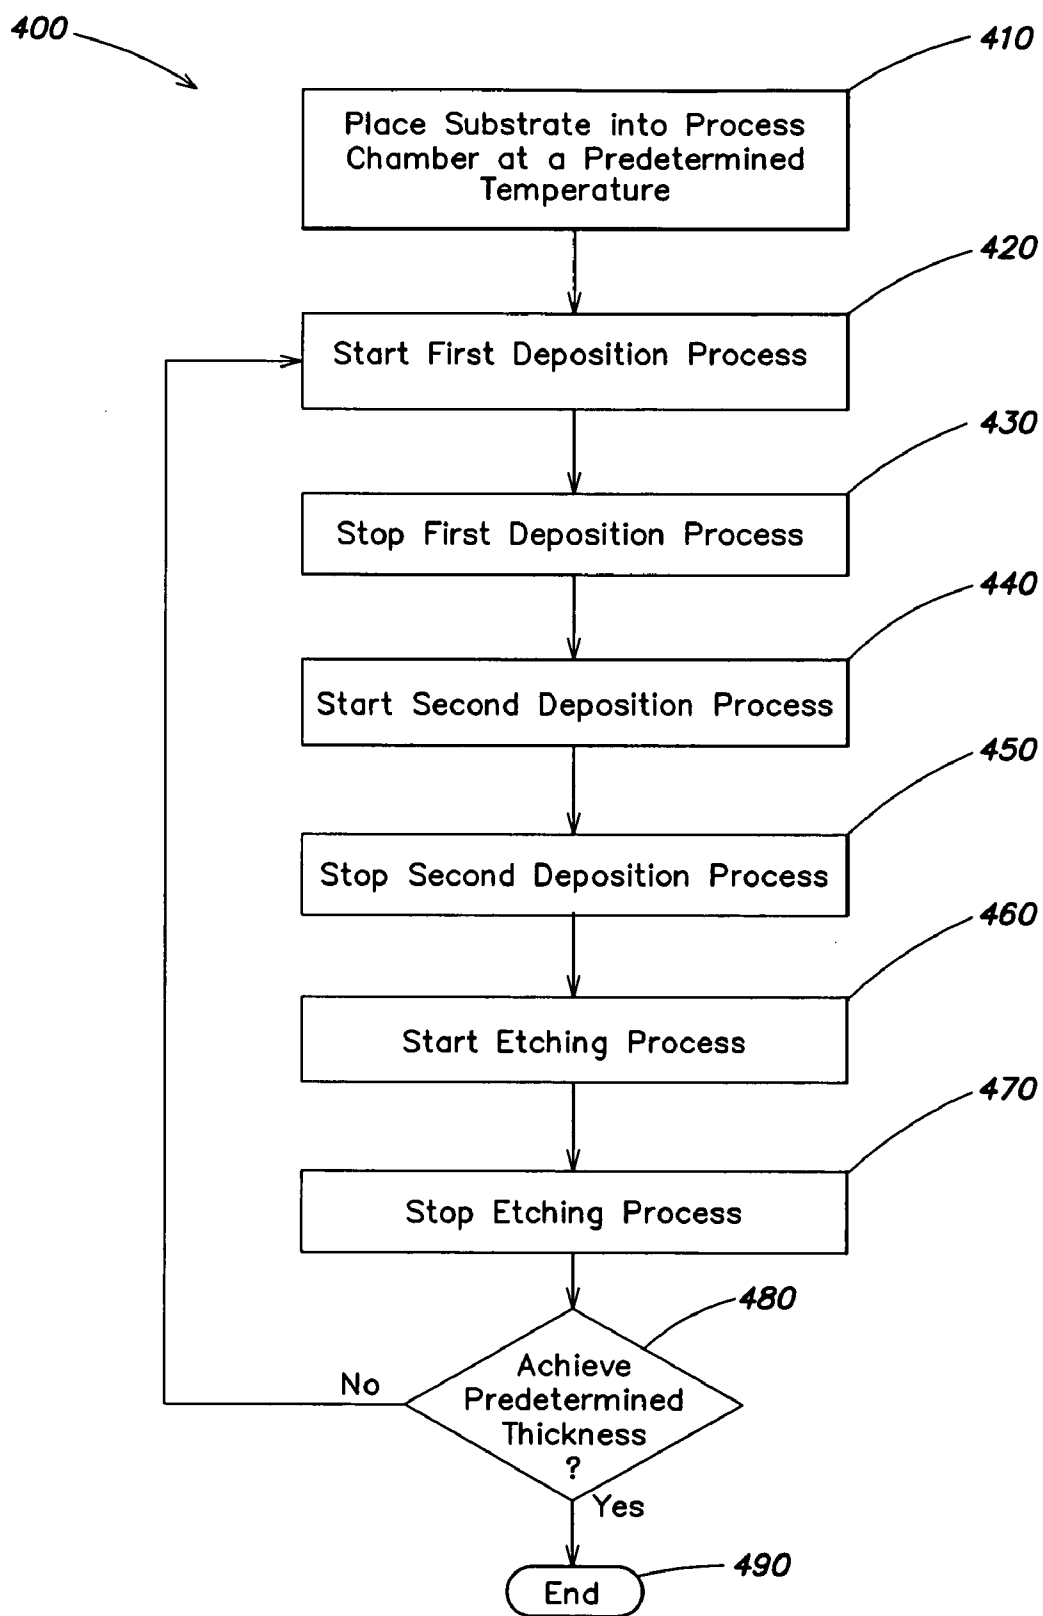 400
410
Place Substrate into Process
Chamber at a Predetermined
Temperature
420
Start First Deposition Process
430
Stop First Deposition Process
440
Start Second Deposition Process
450
Stop Second Deposition Process
460
Start Etching Process
470
Stop Etching Process
480
Achieve
Predetermined
Thickness
?
No
Yes
490
End